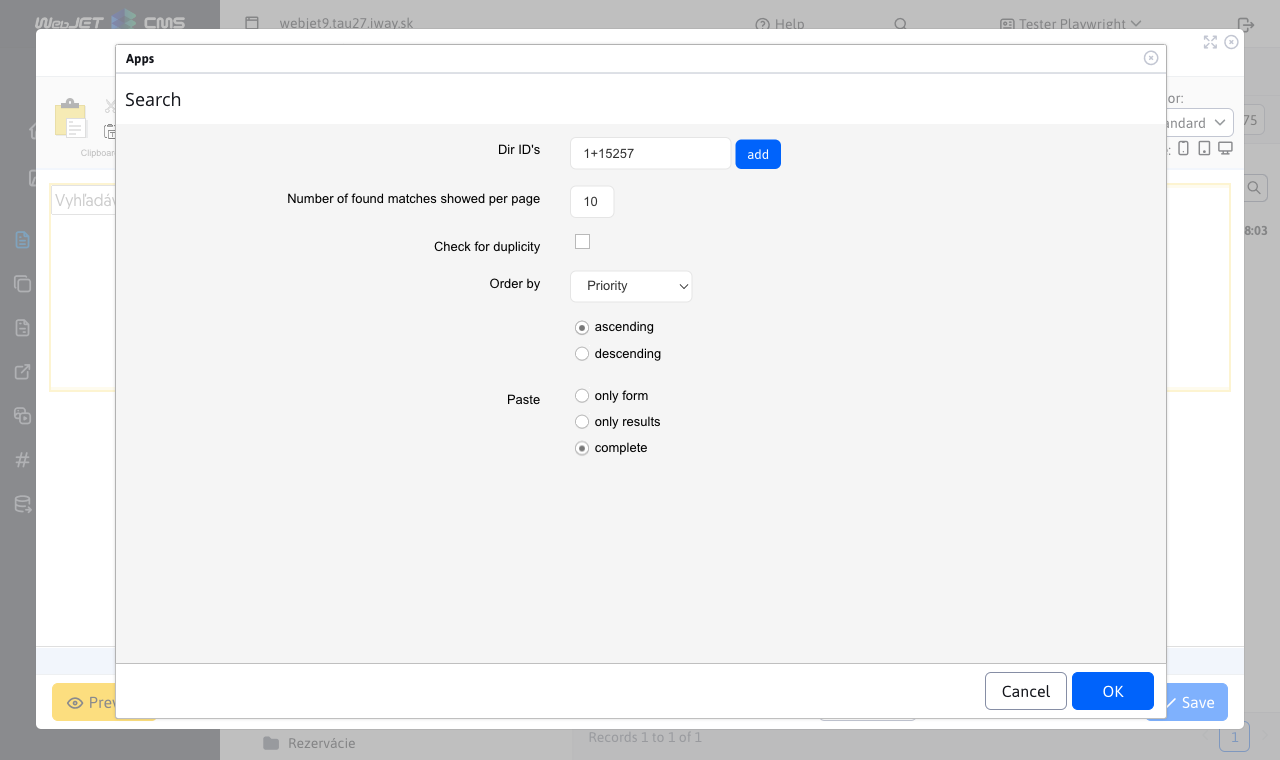 WebJET CMS
webjet9.tau27.iway.sk
Help
Tester Playwright
Apps
Search
Clipboar
or:
ndard
75
Vyhľadáv
8:03
Dir ID's
1+15257
add
Number of found matches showed per page
10
Check for duplicity
Order by
Priority
ascending
descending
Paste
only form
only results
complete
Cancel
OK
Prev
Save
Rezervácie
Records 1 to 1 of 1
1